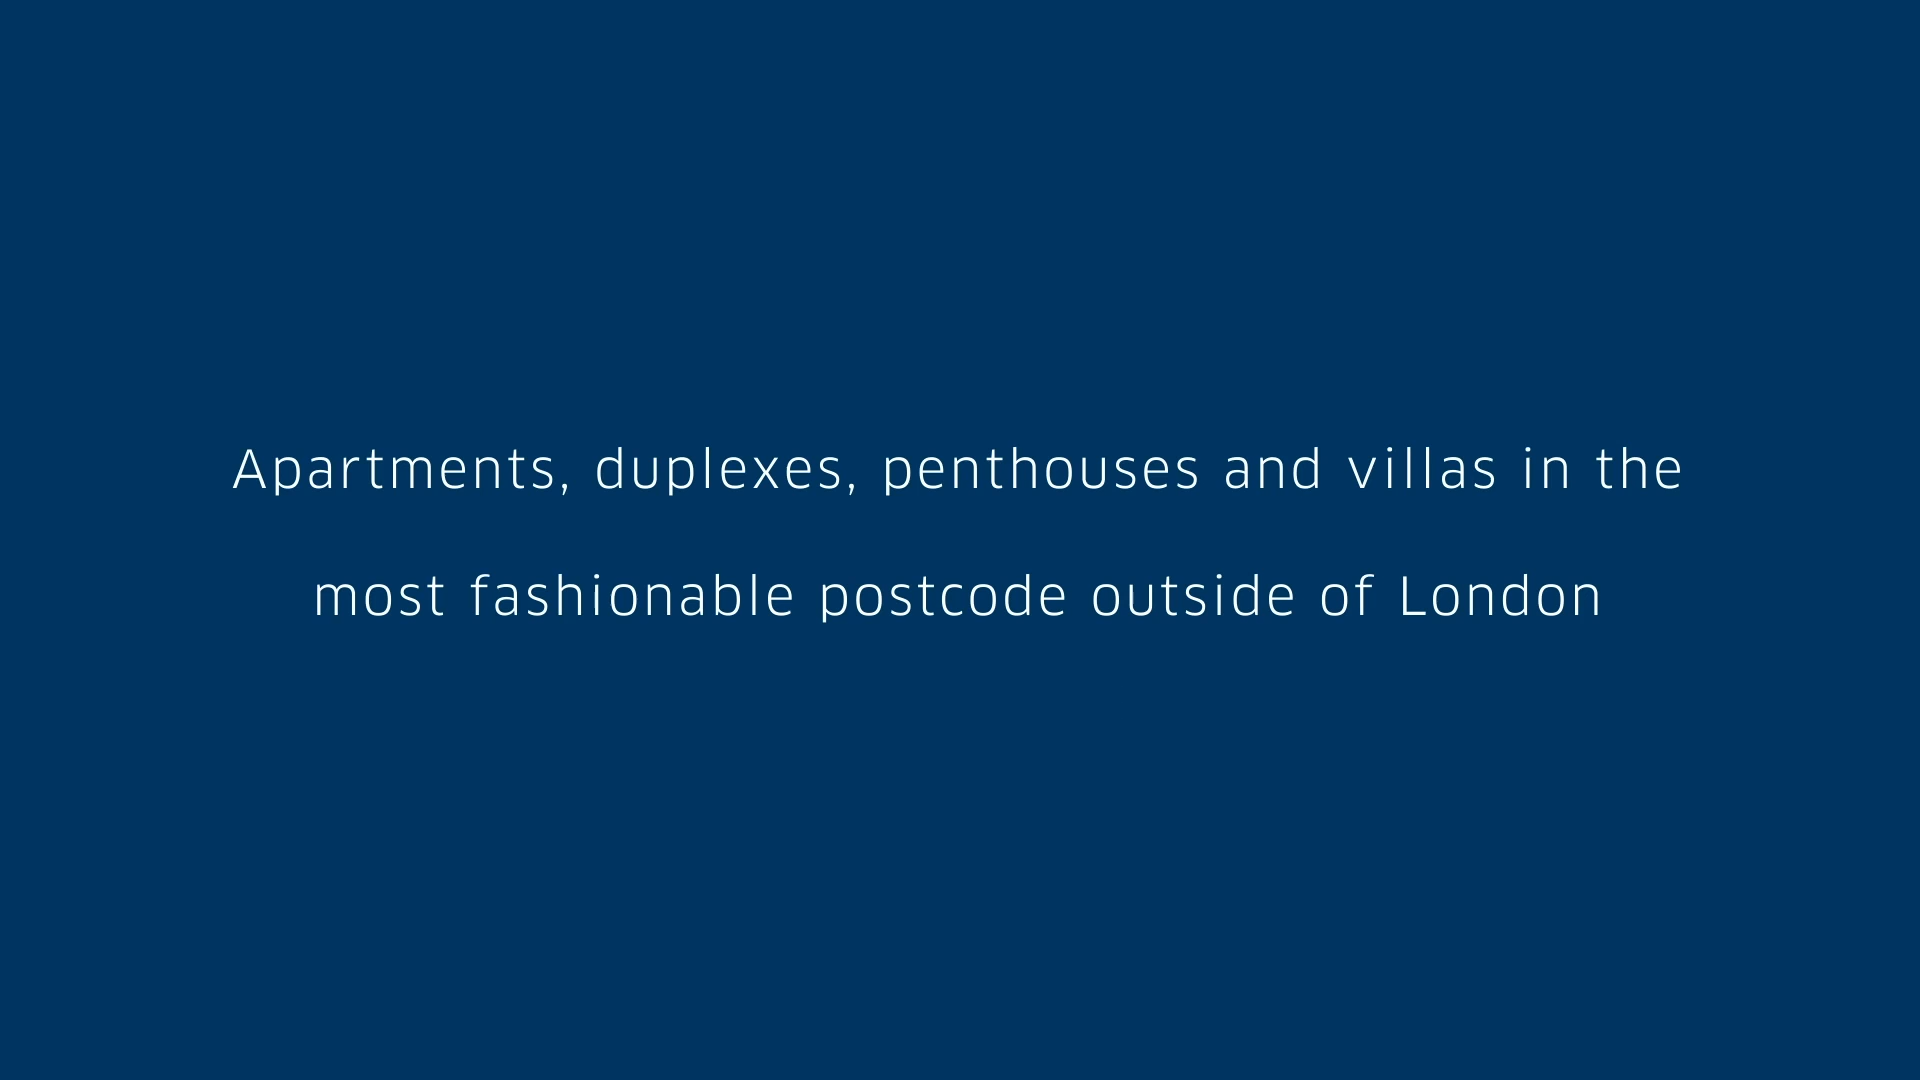 Apartments, duplexes, penthouses and villas in the
most fashionable postcode outside of London